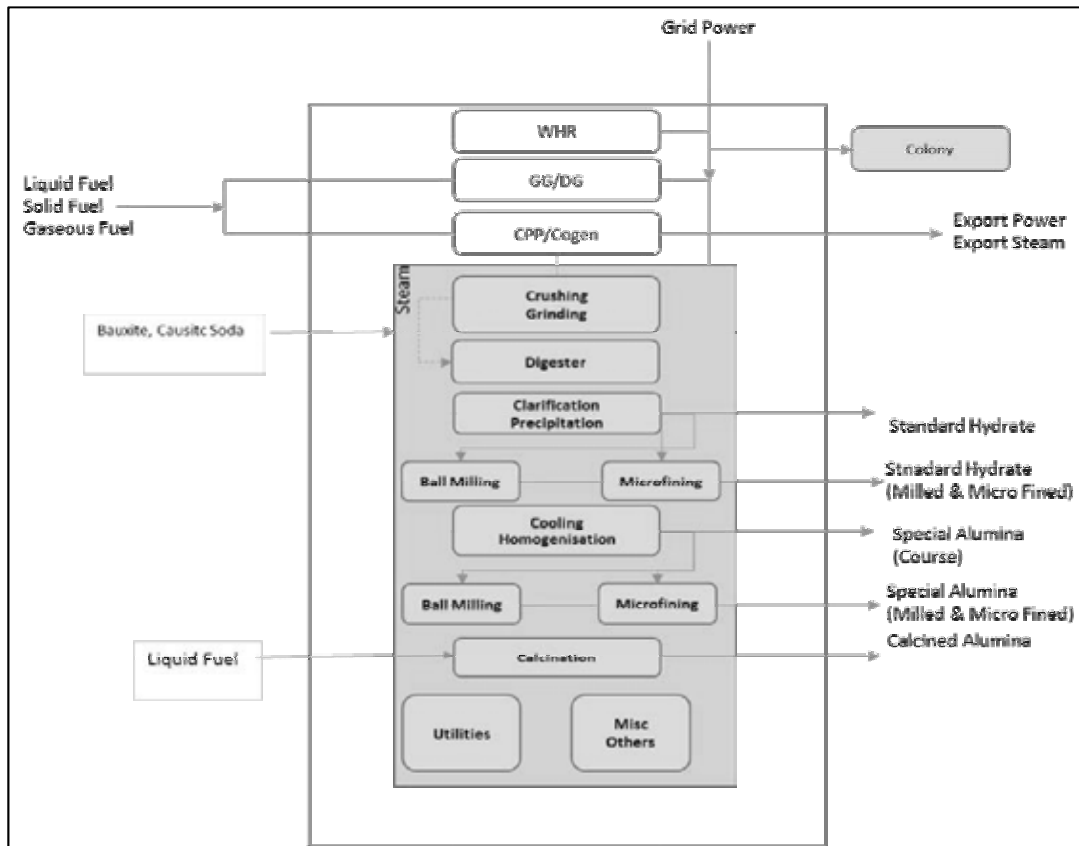 Grid Power
WHR
Colony
GG/DG
Liquid Fuel
Solid Fuel
Gaseous Fuel
CPP/Cogen
Export Power
Export Steam
Steam
Crushing
Grinding
Bauxite, Causitc Soda
Digester
Clarification
Precipitation
Standard Hydrate
Ball Milling
Microfining
Stnadard Hydrate
(Milled & Micro Fined)
Cooling
Homogenisation
Special Alumina
(Course)
Ball Milling
Microfining
Special Alumina
(Milled & Micro Fined)
Liquid Fuel
Calcination
Calcined Alumina
Utilities
Misc
Others